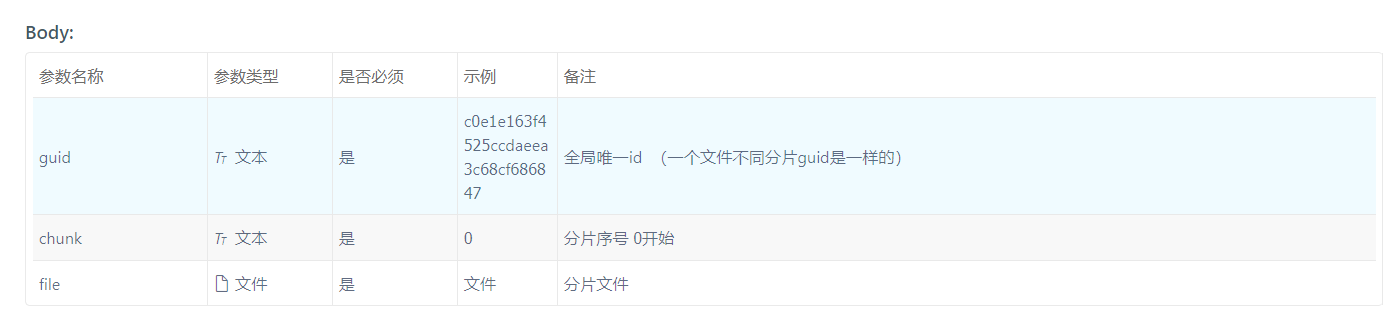 Body:
参数名称 参数类型 是否必须 示例 备注
guid 文本 是 c0e1e163f4525ccdaeea3c68cf686847 全局唯一id （一个文件不同分片guid是一样的）
chunk 文本 是 0 分片序号 0开始
file 文件 是 文件 分片文件